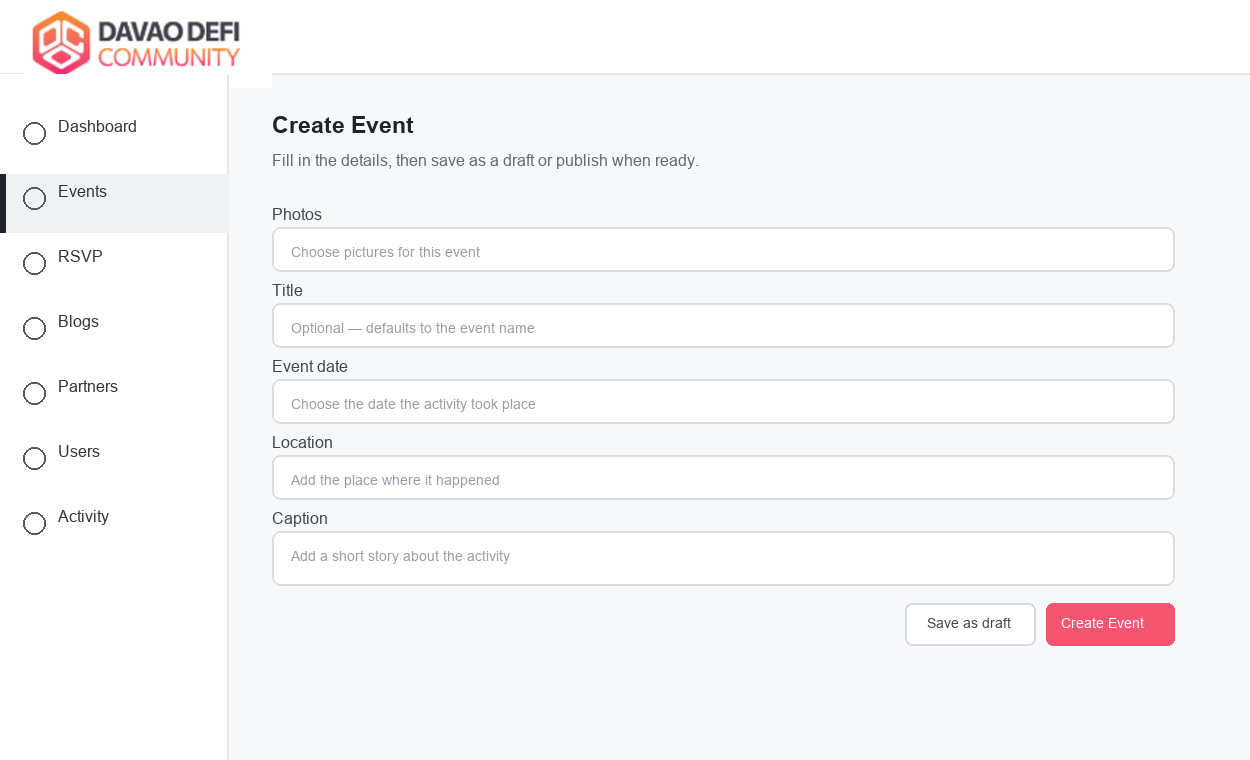 DAVAO DEFI
COMMUNITY
Dashboard
Events
RSVP
Blogs
Partners
Users
Activity
Create Event
Fill in the details, then save as a draft or publish when ready.
Photos
Choose pictures for this event
Title
Optional — defaults to the event name
Event date
Choose the date the activity took place
Location
Add the place where it happened
Caption
Add a short story about the activity
Save as draft
Create Event